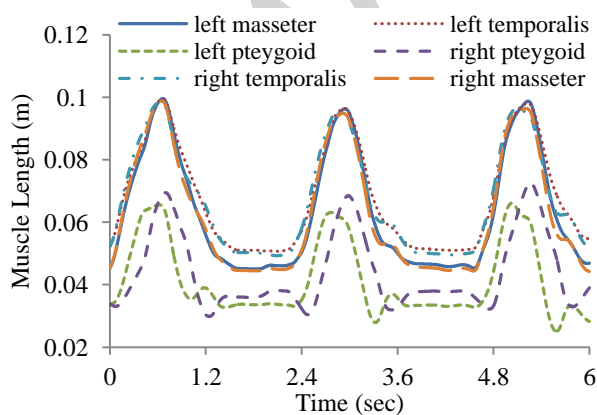 left masseter
left temporalis
left pteygoid
right pteygoid
right temporalis
right masseter
0.12
0.1
0.08
0.06
0.04
0.02
Muscle Length (m)
0
1.2
2.4
3.6
4.8
6
Time (sec)